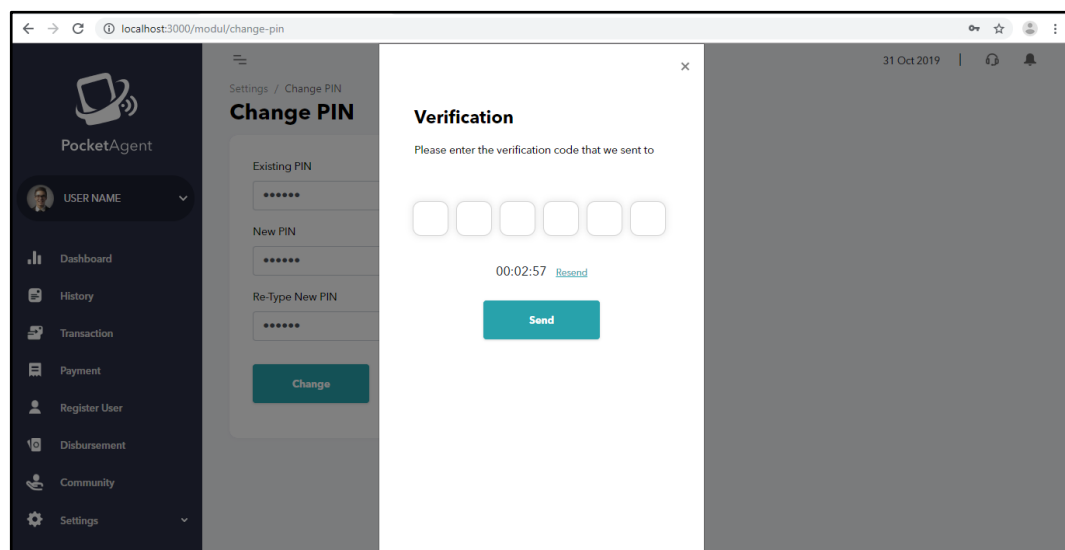 localhost:3000/modul/change-pin
PocketAgent
USER NAME
Dashboard
History
Transaction
Payment
Register User
Disbursement
Community
Settings
31 Oct 2019 |
Settings / Change PIN
Change PIN
Existing PIN
••••••
New PIN
••••••
Re-Type New PIN
••••••
Change
×
Verification
Please enter the verification code that we sent to
00:02:57 Resend
Send